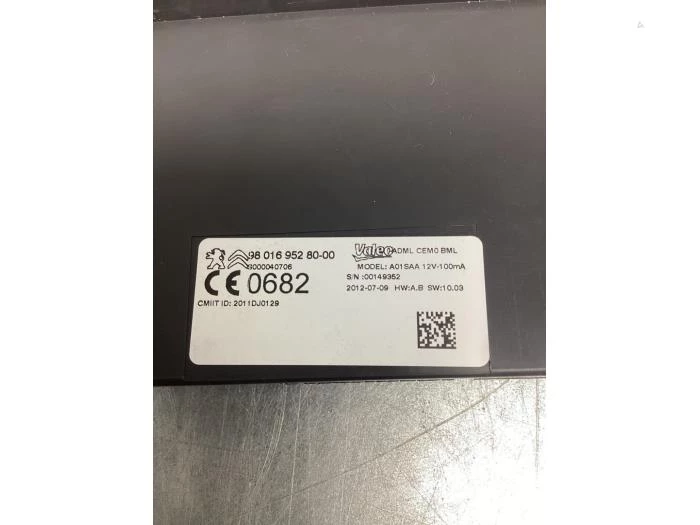 98 016 952 80-00
S000040706
CE 0682
CMIIT ID: 2011DJ0129
Valeo ADML CEM0 BML
MODEL: A01SAA 12V-100mA
S/N :00149352
2012-07-09 HW:A.B SW:10.03